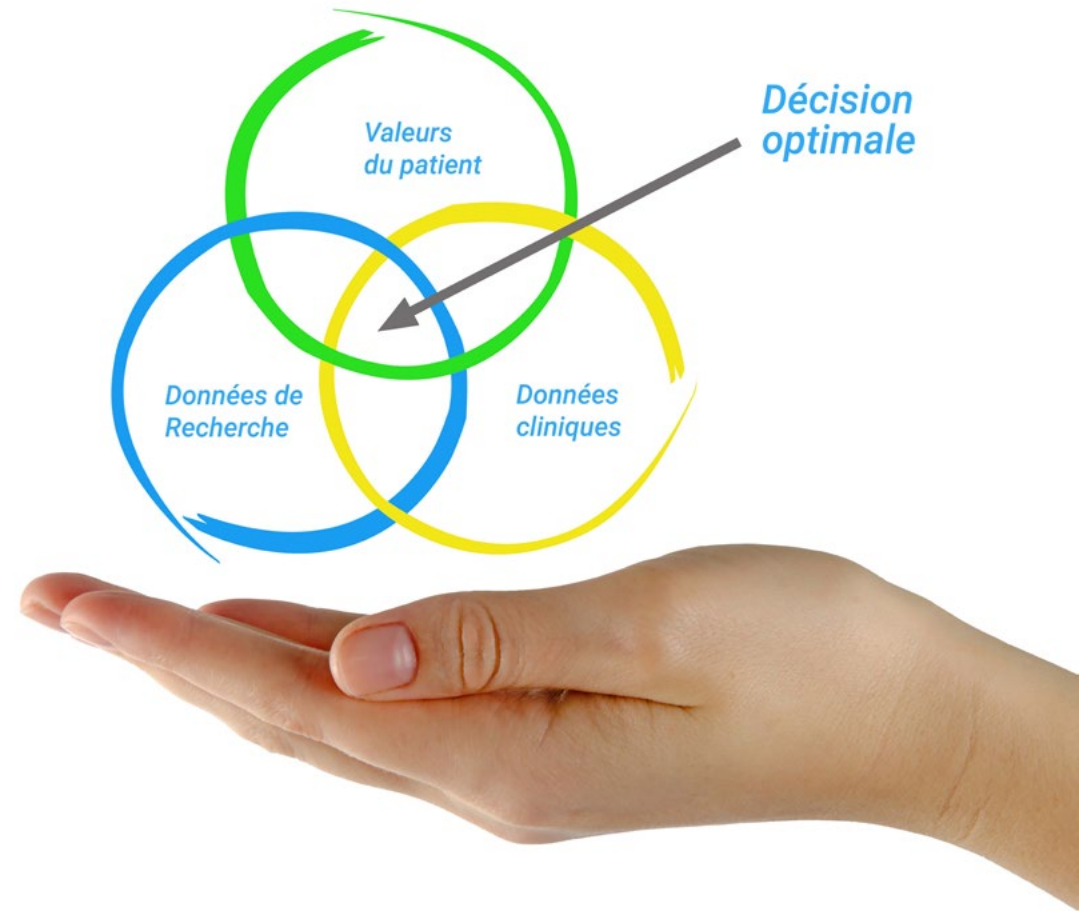 Décision
optimale
Valeurs
du patient
Données de
Recherche
Données
cliniques